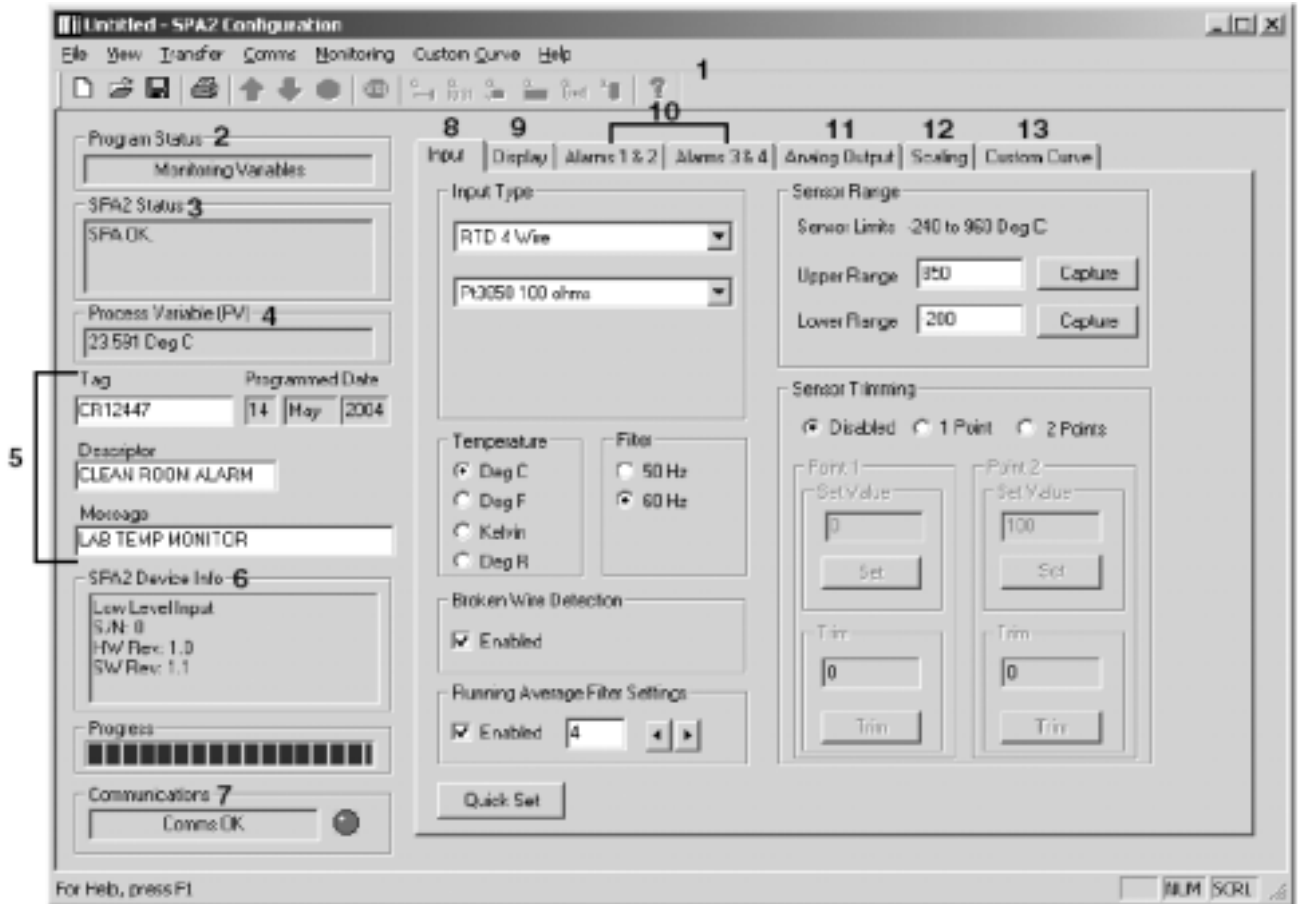 Untitled - SPA2 Configuration
File View Transfer Comms Monitoring Custom Curve Help
1
Program Status 2
Monitoring Variables
SPA2 Status 3
SPA OK.
Process Variable (PV) 4
23.591 Deg C
5
Tag Programmed Date
CR12447 14 May 2004
Descriptor
CLEAN ROOM ALARM
Message
LAB TEMP MONITOR
SPA2 Device Info 6
Low Level Input
S/N: 0
HW Rev: 1.0
SW Rev: 1.1
Progress
Communications 7
Comms OK
8 9 10 11 12 13
Input Display Alarms 1 & 2 Alarms 3 & 4 Analog Output Scaling Custom Curve
Input Type
RTD 4 Wire
Pt3850 100 ohms
Temperature
Deg C
Deg F
Kelvin
Deg R
Filter
50 Hz
60 Hz
Broken Wire Detection
Enabled
Running Average Filter Settings
Enabled 4
Quick Set
Sensor Range
Sensor Limits -240 to 960 Deg C
Upper Range 850 Capture
Lower Range -200 Capture
Sensor Trimming
Disabled 1 Point 2 Points
Point 1
Set Value
0
Set
Trim
0
Trim
Point 2
Set Value
100
Set
Trim
0
Trim
For Help, press F1
NUM SCRL